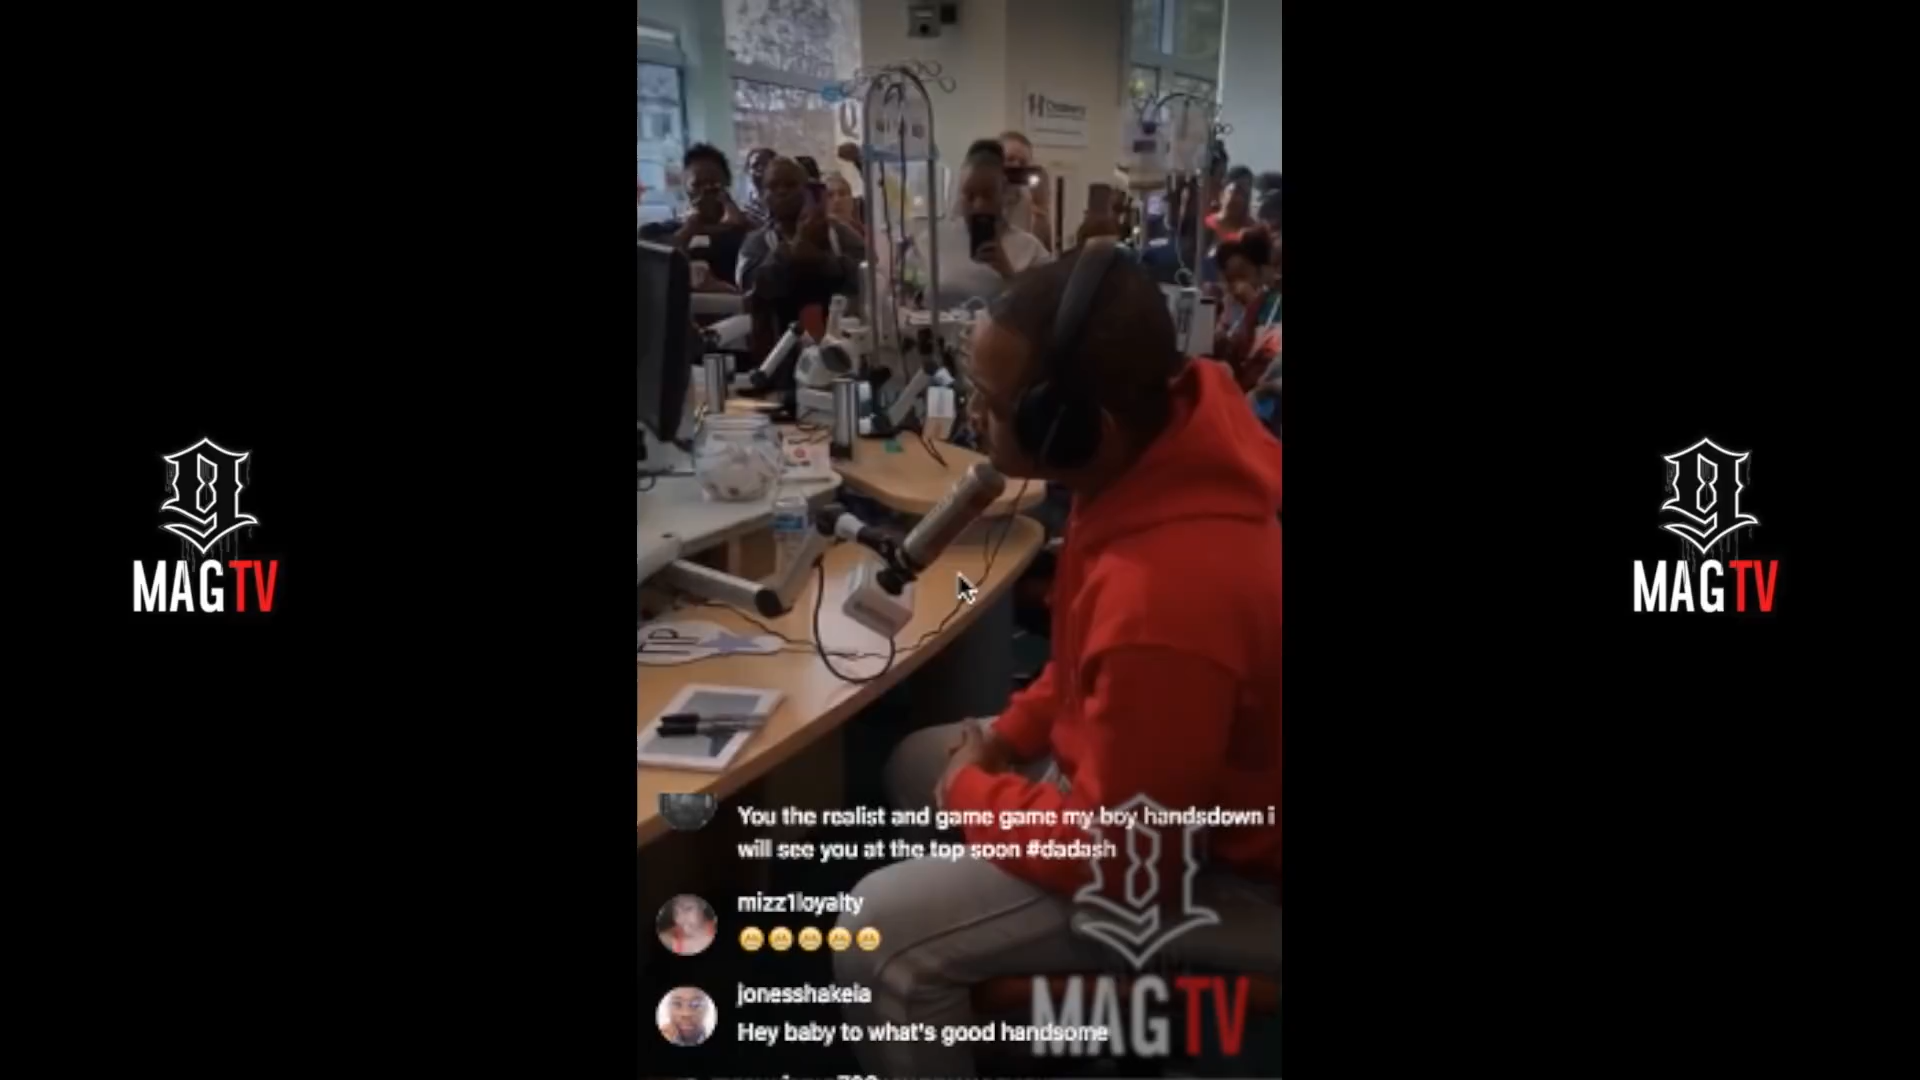 You the realist and game game my boy handsdown i
will see you at the top soon #dadash
mizz1loyalty
jonesshakeia
Hey baby to what's good handsome
MAGTV
MAGTV
MAGTV